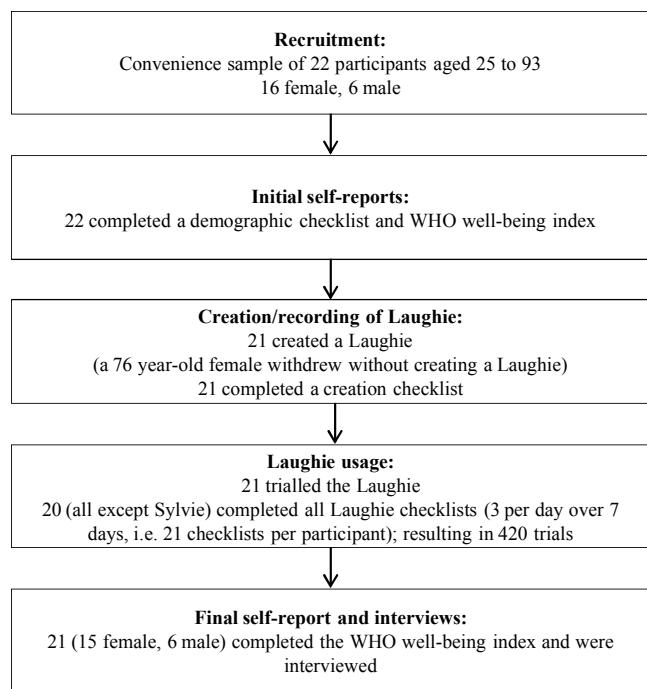 Recruitment:
Convenience sample of 22 participants aged 25 to 93
16 female, 6 male
Initial self-reports:
22 completed a demographic checklist and WHO well-being index
Creation/recording of Laughie:
21 created a Laughie
(a 76 year-old female withdrew without creating a Laughie)
21 completed a creation checklist
Laughie usage:
21 trialled the Laughie
20 (all except Sylvie) completed all Laughie checklists (3 per day over 7
days, i.e. 21 checklists per participant); resulting in 420 trials
Final self-report and interviews:
21 (15 female, 6 male) completed the WHO well-being index and were
interviewed